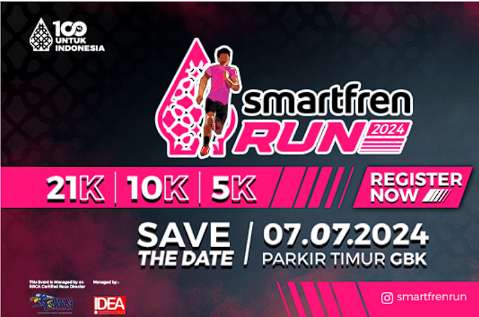 100
UNTUK
INDONESIA
smartfren
RUN 2024
21K | 10K | 5K
REGISTER
NOW
SAVE
THE DATE
07.07.2024
PARKIR TIMUR GBK
This Event is Managed by an
RRCA Certified Race Director
Managed by:
IDEA
smartfrenrun